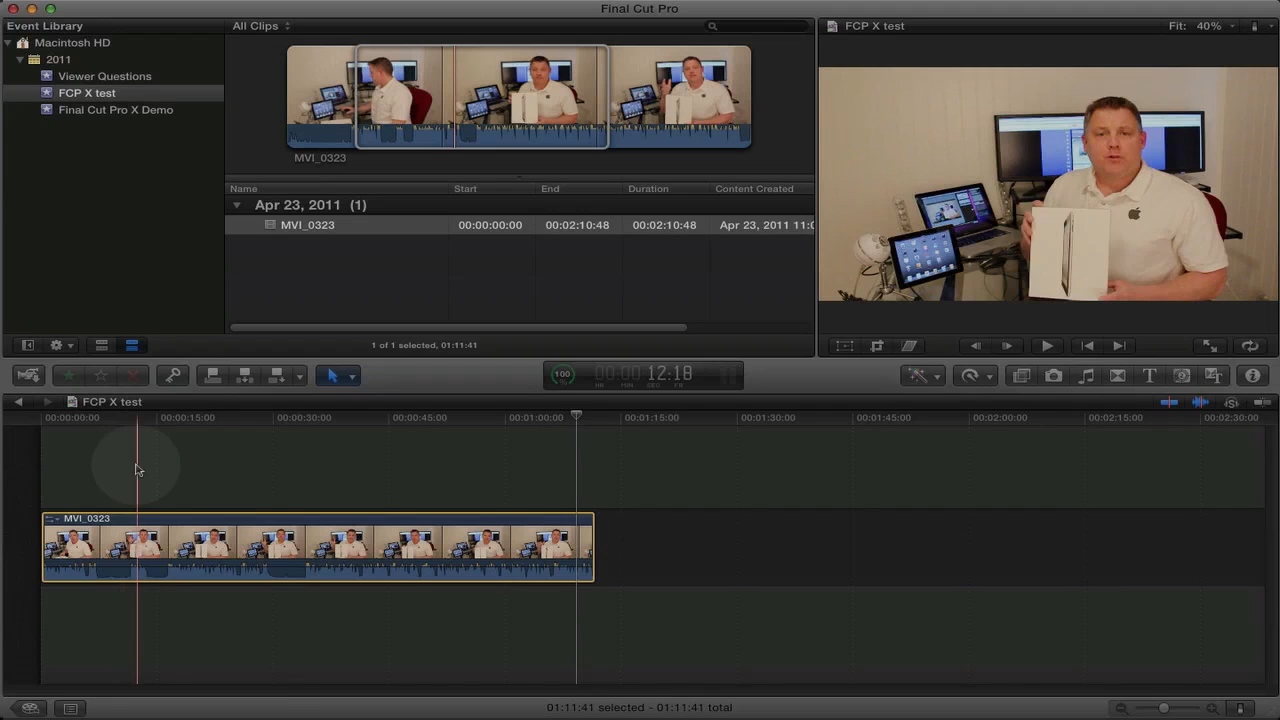 Final Cut Pro
Event Library
All Clips
FCP X test
Fit: 40%
Macintosh HD
2011
Viewer Questions
FCP X test
Final Cut Pro X Demo
MVI_0323
Name Start End Duration Content Created
Apr 23, 2011 (1)
MVI_0323 00:00:00:00 00:02:10:48 00:02:10:48 Apr 23, 2011 11:0
1 of 1 selected, 01:11:41
100 % 00:00 12:18
HR MIN SEC FR
FCP X test
00:00:00:00 00:00:15:00 00:00:30:00 00:00:45:00 00:01:00:00 00:01:15:00 00:01:30:00 00:01:45:00 00:02:00:00 00:02:15:00 00:02:30:00
MVI_0323
01:11:41 selected - 01:11:41 total